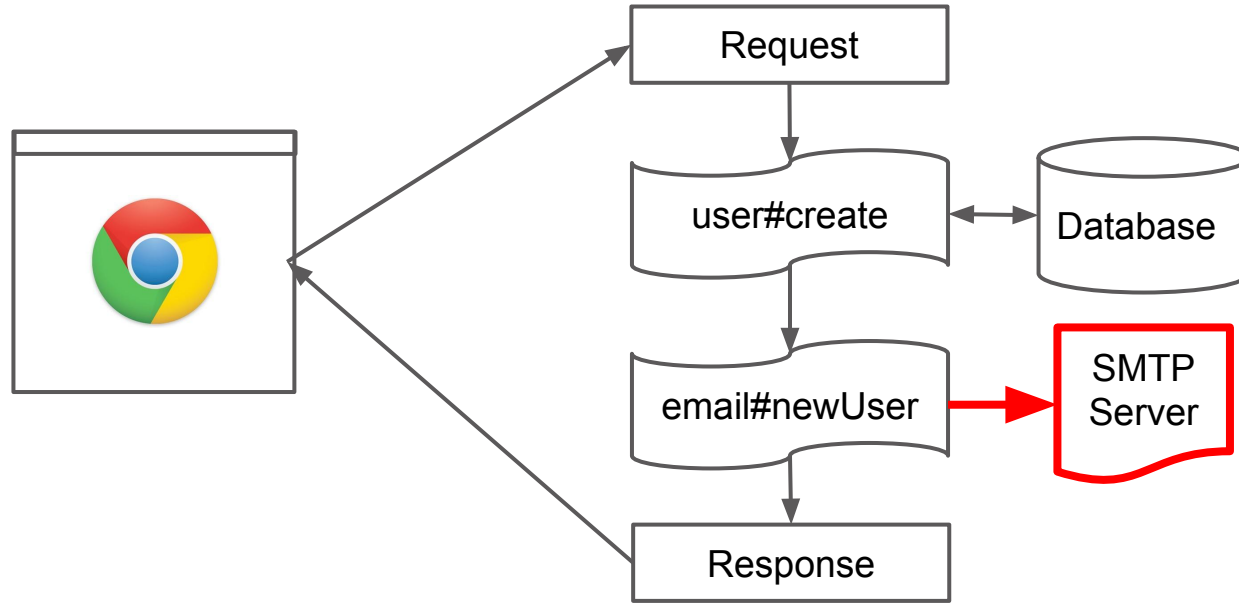 Request
user#create
Database
email#newUser
SMTP
Server
Response